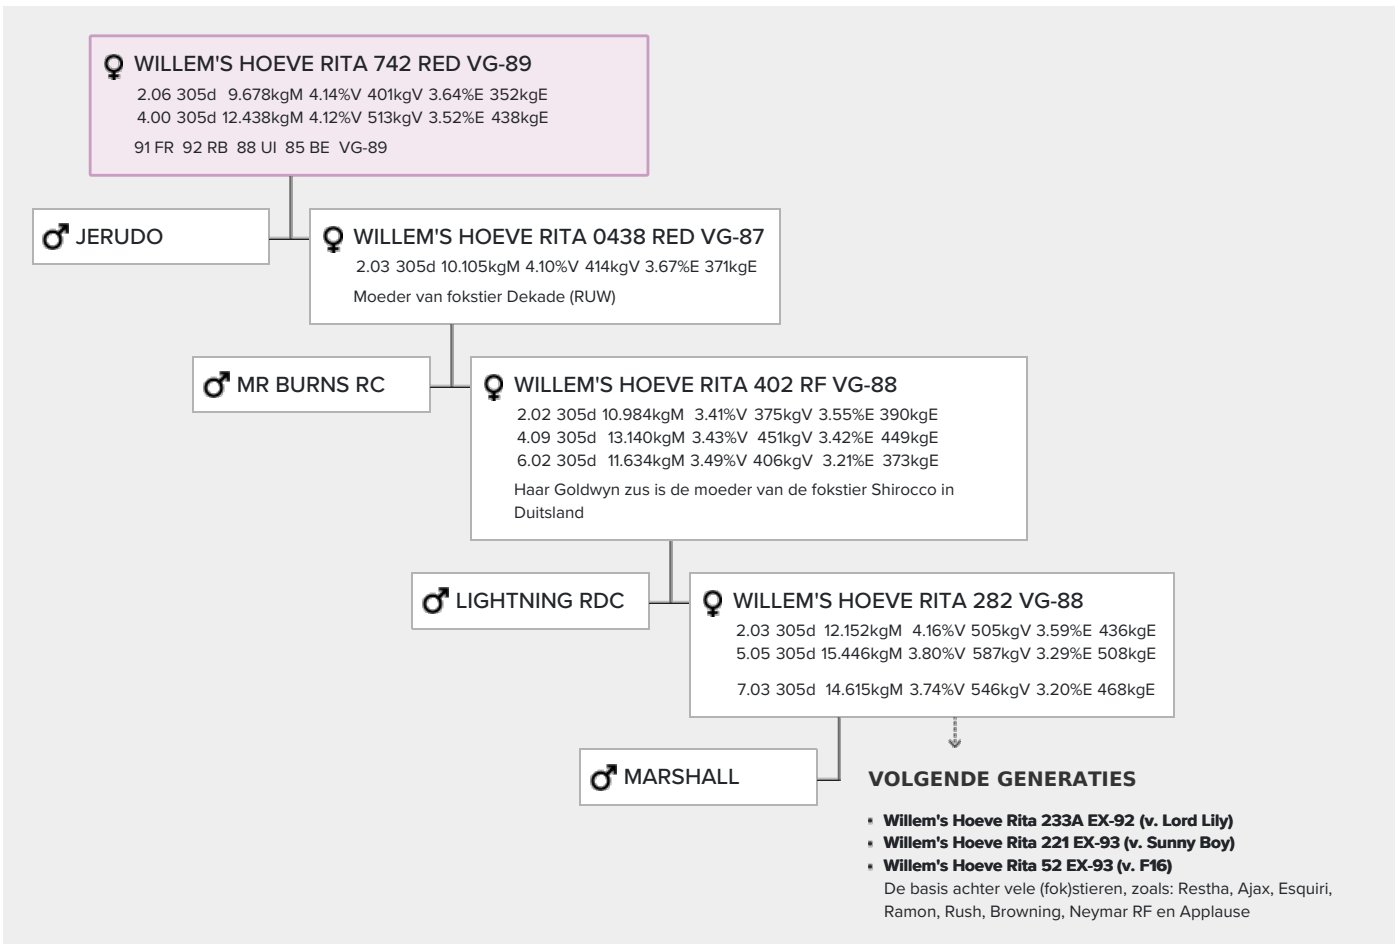 WILLEM'S HOEVE RITA 742 RED VG-89
2.06 305d 9.678kgM 4.14%V 401kgV 3.64%E 352kgE
4.00 305d 12.438kgM 4.12%V 513kgV 3.52%E 438kgE
91 FR 92 RB 88 UI 85 BE VG-89
JERUDO
WILLEM'S HOEVE RITA 0438 RED VG-87
2.03 305d 10.105kgM 4.10%V 414kgV 3.67%E 371kgE
Moeder van fokstier Dekade (RUW)
MR BURNS RC
WILLEM'S HOEVE RITA 402 RF VG-88
2.02 305d 10.984kgM 3.41%V 375kgV 3.55%E 390kgE
4.09 305d 13.140kgM 3.43%V 451kgV 3.42%E 449kgE
6.02 305d 11.634kgM 3.49%V 406kgV 3.21%E 373kgE
Haar Goldwyn zus is de moeder van de fokstier Shirocco in
Duitsland
LIGHTNING RDC
WILLEM'S HOEVE RITA 282 VG-88
2.03 305d 12.152kgM 4.16%V 505kgV 3.59%E 436kgE
5.05 305d 15.446kgM 3.80%V 587kgV 3.29%E 508kgE
7.03 305d 14.615kgM 3.74%V 546kgV 3.20%E 468kgE
MARSHALL
VOLGENDE GENERATIES
Willem's Hoeve Rita 233A EX-92 (v. Lord Lily)
Willem's Hoeve Rita 221 EX-93 (v. Sunny Boy)
Willem's Hoeve Rita 52 EX-93 (v. F16)
De basis achter vele (fok)stieren, zoals: Restha, Ajax, Esquiri,
Ramon, Rush, Browning, Neymar RF en Applause